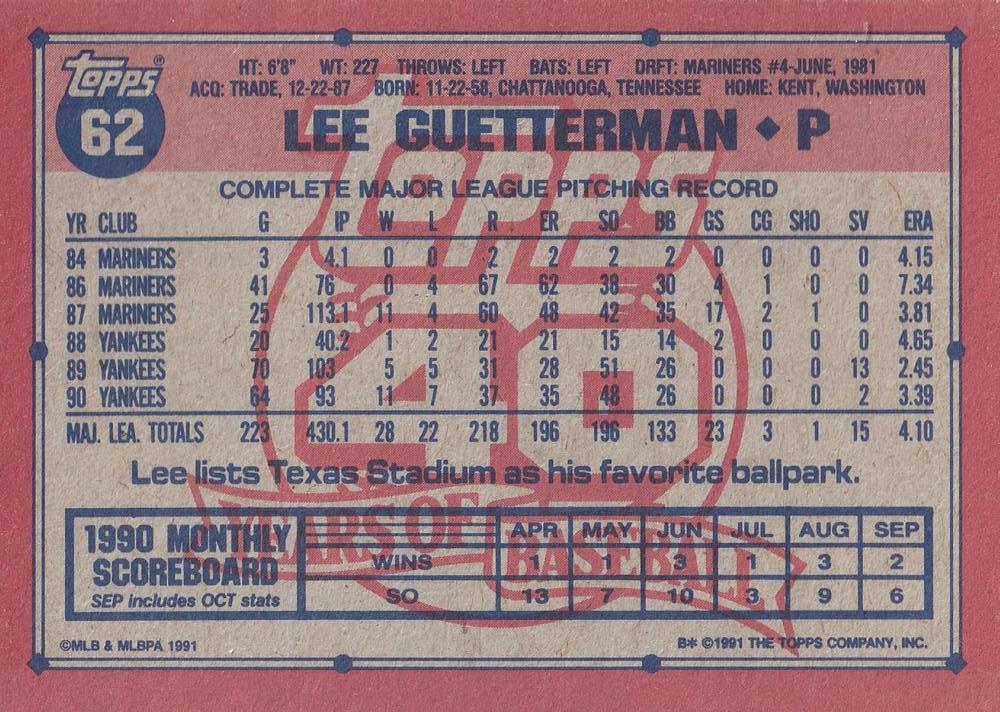 Topps®
62
HT: 6'8" WT: 227 THROWS: LEFT BATS: LEFT DRFT: MARINERS #4-JUNE, 1981
ACQ: TRADE, 12-22-87 BORN: 11-22-58, CHATTANOOGA, TENNESSEE HOME: KENT, WASHINGTON
LEE GUETTERMAN ◆ P
COMPLETE MAJOR LEAGUE PITCHING RECORD
YR CLUB G IP W L R ER SO BB GS CG SHO SV ERA
84 MARINERS 3 4.1 0 0 2 2 2 2 0 0 0 0 4.15
86 MARINERS 41 76 0 4 67 62 38 30 4 1 0 0 7.34
87 MARINERS 25 113.1 11 4 60 48 42 35 17 2 1 0 3.81
88 YANKEES 20 40.2 1 2 21 21 15 14 2 0 0 0 4.65
89 YANKEES 70 103 5 5 31 28 51 26 0 0 0 13 2.45
90 YANKEES 64 93 11 7 37 35 48 26 0 0 0 2 3.39
MAJ. LEA. TOTALS 223 430.1 28 22 218 196 196 133 23 3 1 15 4.10
Lee lists Texas Stadium as his favorite ballpark.
1990 MONTHLY
SCOREBOARD
SEP includes OCT stats
APR MAY JUN JUL AUG SEP
WINS 1 1 3 1 3 2
SO 13 7 10 3 9 6
Topps
40
YEARS OF
BASEBALL
©MLB & MLBPA 1991
B* ©1991 THE TOPPS COMPANY, INC.